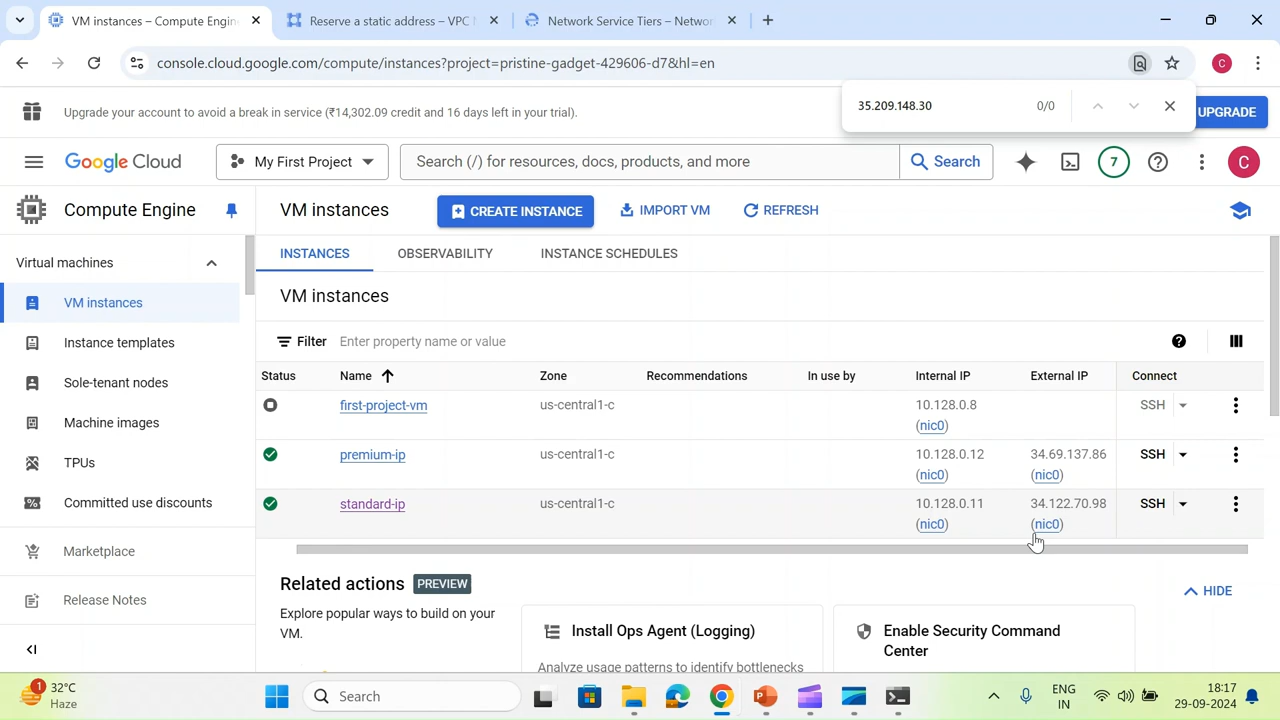 VM instances – Compute Engin
Reserve a static address – VPC N
Network Service Tiers – Networ
console.cloud.google.com/compute/instances?project=pristine-gadget-429606-d7&hl=en
C
35.209.148.30
0/0
Upgrade your account to avoid a break in service (₹14,302.09 credit and 16 days left in your trial).
UPGRADE
Google Cloud
My First Project
Search (/) for resources, docs, products, and more
Search
7
C
Compute Engine
VM instances
CREATE INSTANCE
IMPORT VM
REFRESH
Virtual machines
VM instances
Instance templates
Sole-tenant nodes
Machine images
TPUs
Committed use discounts
Marketplace
Release Notes
INSTANCES
OBSERVABILITY
INSTANCE SCHEDULES
VM instances
Filter
Enter property name or value
Status Name Zone Recommendations In use by Internal IP External IP Connect
first-project-vm us-central1-c 10.128.0.8 SSH
(nic0)
premium-ip us-central1-c 10.128.0.12 34.69.137.86 SSH
(nic0) (nic0)
standard-ip us-central1-c 10.128.0.11 34.122.70.98 SSH
(nic0) (nic0)
Related actions PREVIEW
HIDE
Explore popular ways to build on your
VM.
Install Ops Agent (Logging)
Analyze usage patterns to identify bottlenecks
Enable Security Command
Center
1
32°C
Haze
Search
ENG
IN
18:17
29-09-2024